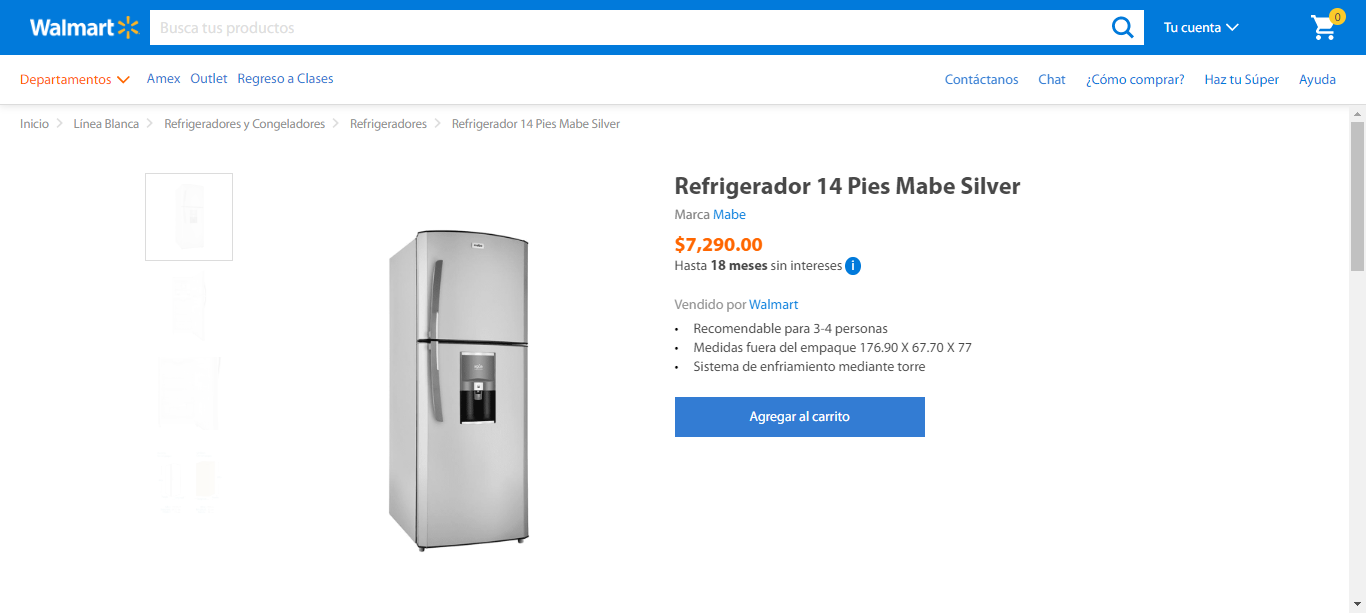 Walmart
Busca tus productos
Tu cuenta
0
Departamentos Amex Outlet Regreso a Clases
Contáctanos Chat ¿Cómo comprar? Haz tu Súper Ayuda
Inicio Línea Blanca Refrigeradores y Congeladores Refrigeradores Refrigerador 14 Pies Mabe Silver
Refrigerador 14 Pies Mabe Silver
Marca Mabe
$7,290.00
Hasta 18 meses sin intereses i
Vendido por Walmart
• Recomendable para 3-4 personas
• Medidas fuera del empaque 176.90 X 67.70 X 77
• Sistema de enfriamiento mediante torre
Agregar al carrito